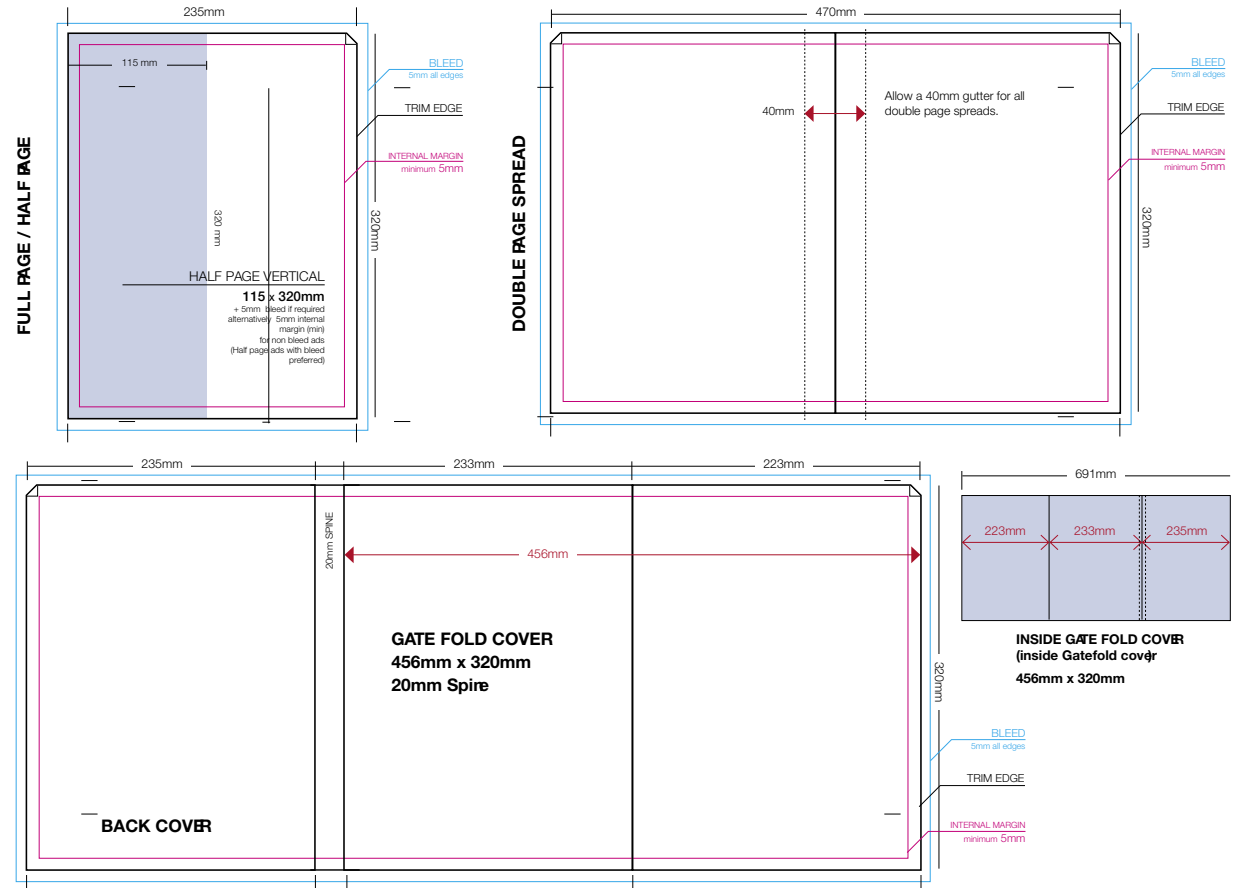 235mm
115 mm
BLEED
5mm all edges
TRIM EDGE
INTERNAL MARGIN
minimum 5mm
FULL PAGE / HALF PAGE
320 mm
320mm
HALF PAGE VERTICAL
115 x 320mm
+ 5mm bleed if required
alternatively 5mm internal
margin (min)
for non bleed ads
(Half page ads with bleed
preferred)
470mm
40mm
Allow a 40mm gutter for all
double page spreads.
BLEED
5mm all edges
TRIM EDGE
INTERNAL MARGIN
minimum 5mm
DOUBLE PAGE SPREAD
320mm
235mm
233mm
223mm
20mm SPINE
456mm
GATE FOLD COVER
456mm x 320mm
20mm Spine
320mm
BLEED
5mm all edges
TRIM EDGE
INTERNAL MARGIN
minimum 5mm
BACK COVER
691mm
223mm
233mm
235mm
INSIDE GATE FOLD COVER
(inside Gatefold cover)
456mm x 320mm